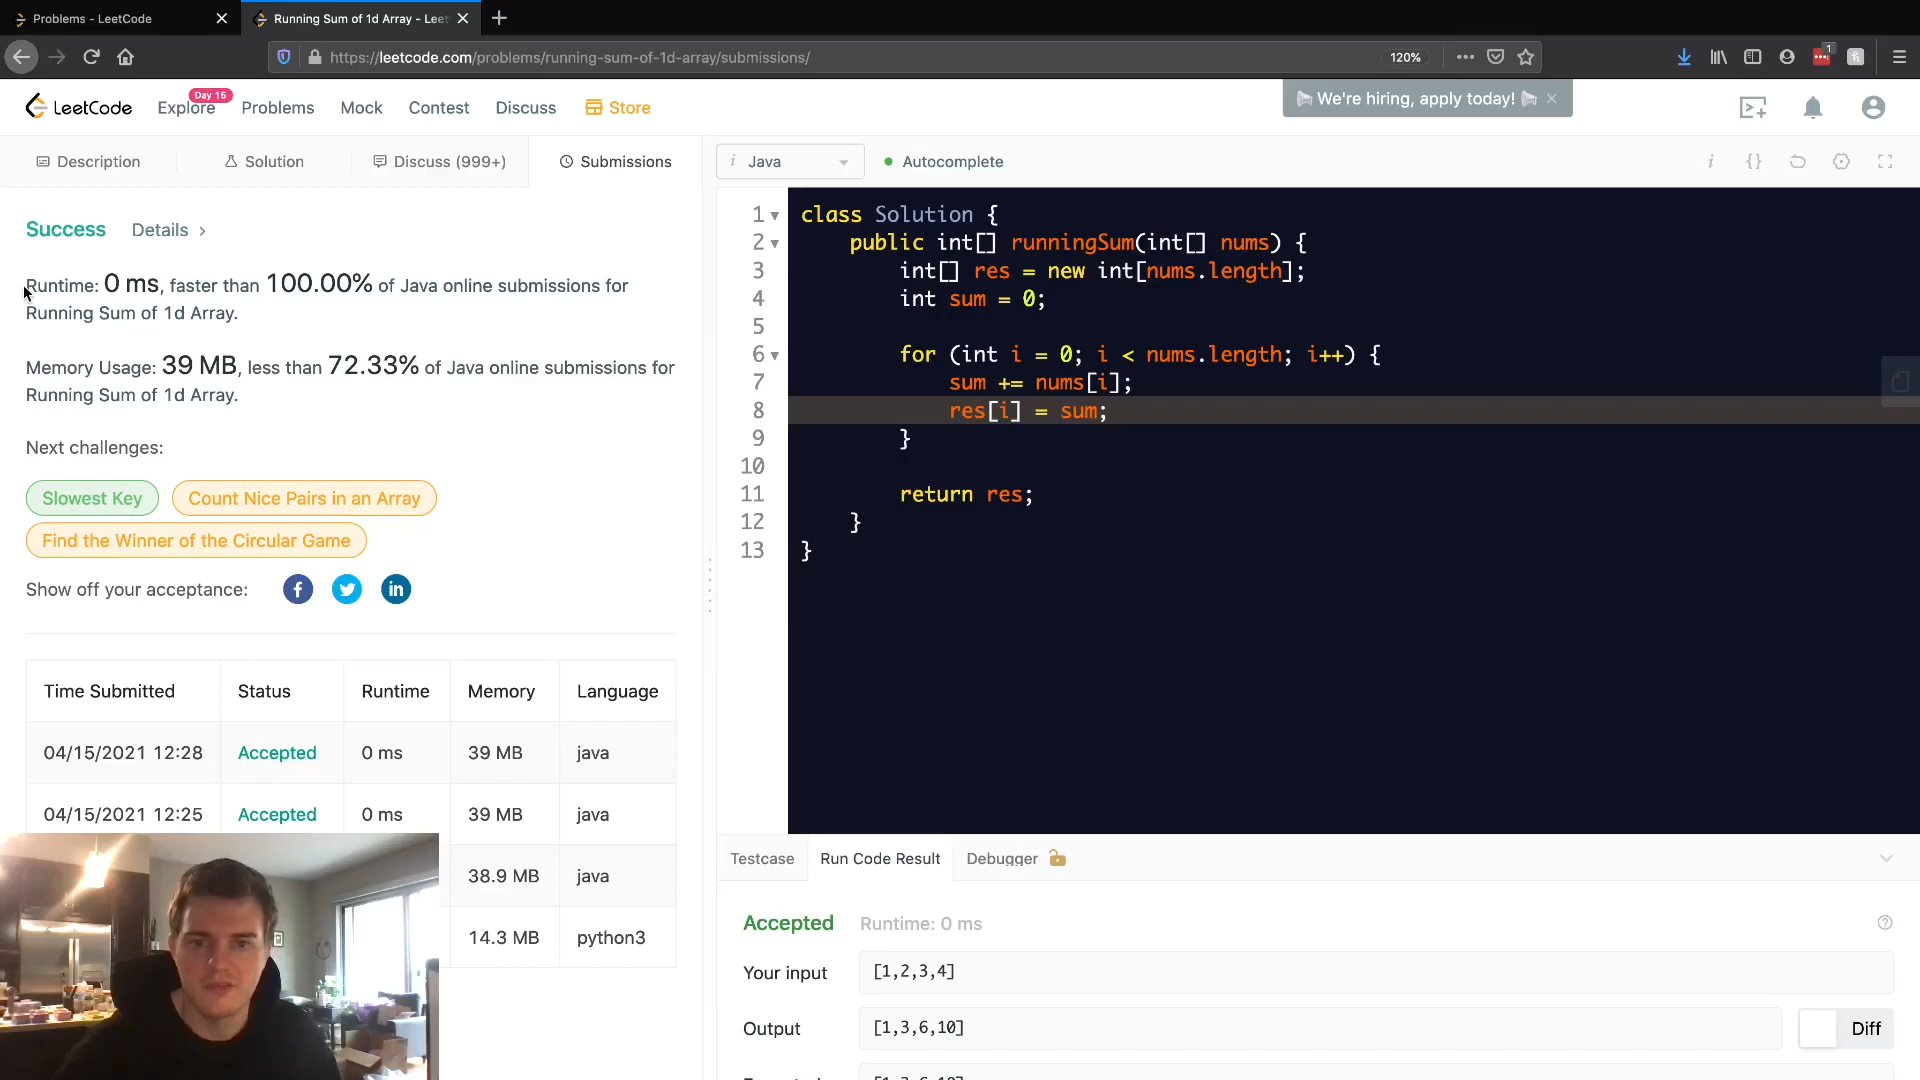 Problems - LeetCode
Running Sum of 1d Array - Leet
https://leetcode.com/problems/running-sum-of-1d-array/submissions/
120%
1
LeetCode
Explore
Day 15
Problems
Mock
Contest
Discuss
Store
We're hiring, apply today!
Description
Solution
Discuss (999+)
Submissions
i Java
Autocomplete
Success
Details
Runtime: 0 ms, faster than 100.00% of Java online submissions for
Running Sum of 1d Array.
Memory Usage: 39 MB, less than 72.33% of Java online submissions for
Running Sum of 1d Array.
Next challenges:
Slowest Key
Count Nice Pairs in an Array
Find the Winner of the Circular Game
Show off your acceptance:
Time Submitted Status Runtime Memory Language
04/15/2021 12:28 Accepted 0 ms 39 MB java
04/15/2021 12:25 Accepted 0 ms 39 MB java
38.9 MB java
14.3 MB python3
1 class Solution {
2 public int[] runningSum(int[] nums) {
3 int[] res = new int[nums.length];
4 int sum = 0;
5
6 for (int i = 0; i < nums.length; i++) {
7 sum += nums[i];
8 res[i] = sum;
9 }
10
11 return res;
12 }
13 }
Testcase
Run Code Result
Debugger
Accepted
Runtime: 0 ms
Your input
[1,2,3,4]
Output
[1,3,6,10]
Diff